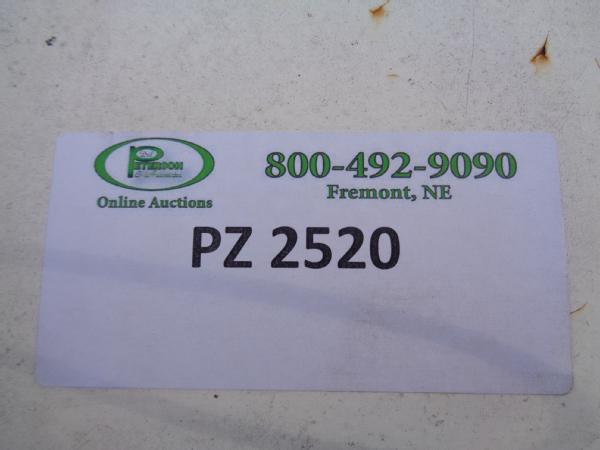 PETERSON
800-492-9090
Fremont, NE
Online Auctions
PZ 2520